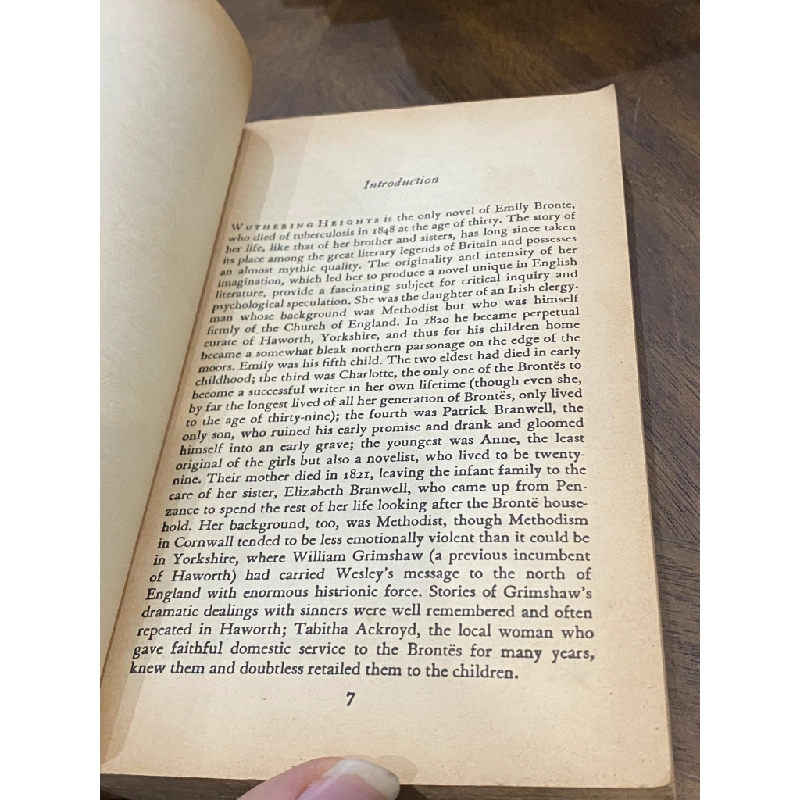 Introduction
WUTHERING HEIGHTS is the only novel of Emily Bronte,
who died of tuberculosis in 1848 at the age of thirty. The story of
her life, like that of her brother and sisters, has long since taken
its place among the great literary legends of Britain and possesses
an almost mythic quality. The originality and intensity of her
imagination, which led her to produce a novel unique in English
literature, provide a fascinating subject for critical inquiry and
psychological speculation. She was the daughter of an Irish clergy-
man whose background was Methodist but who was himself
firmly of the Church of England. In 1820 he became perpetual
curate of Haworth, Yorkshire, and thus for his children home
became a somewhat bleak northern parsonage on the edge of the
moors. Emily was his fifth child. The two eldest had died in early
childhood; the third was Charlotte, the only one of the Brontës to
become a successful writer in her own lifetime (though even she,
by far the longest lived of all her generation of Brontës, only lived
to the age of thirty-nine); the fourth was Patrick Branwell, the
only son, who ruined his early promise and drank and gloomed
himself into an early grave; the youngest was Anne, the least
original of the girls but also a novelist, who lived to be twenty-
nine. Their mother died in 1821, leaving the infant family to the
care of her sister, Elizabeth Branwell, who came up from Pen-
zance to spend the rest of her life looking after the Brontë house-
hold. Her background, too, was Methodist, though Methodism
in Cornwall tended to be less emotionally violent than it could be
in Yorkshire, where William Grimshaw (a previous incumbent
of Haworth) had carried Wesley's message to the north of
England with enormous histrionic force. Stories of Grimshaw's
dramatic dealings with sinners were well remembered and often
repeated in Haworth; Tabitha Ackroyd, the local woman who
gave faithful domestic service to the Brontës for many years,
knew them and doubtless retailed them to the children.
7